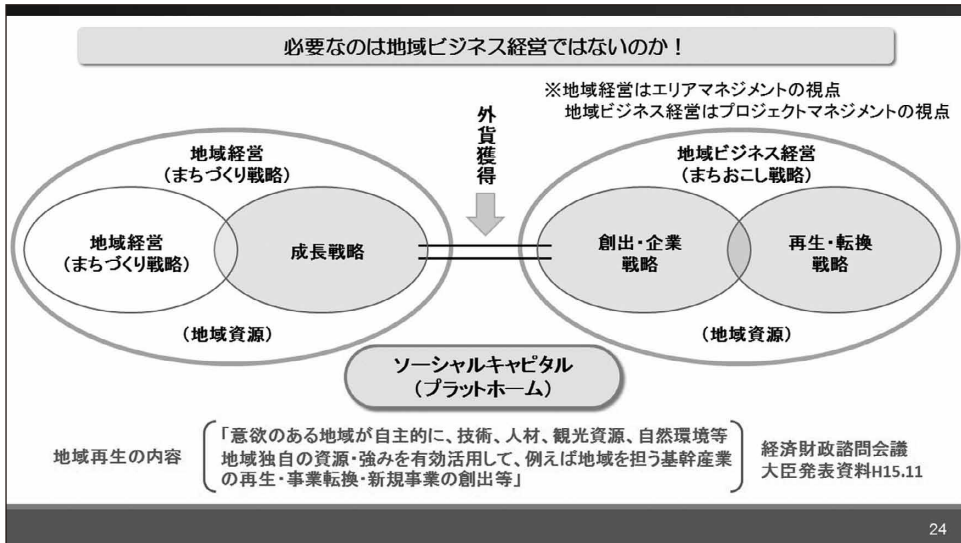 必要なのは地域ビジネス経営ではないのか！
※地域経営はエリアマネジメントの視点
地域ビジネス経営はプロジェクトマネジメントの視点
外貨獲得
地域経営
（まちづくり戦略）
地域経営
（まちづくり戦略）
成長戦略
（地域資源）
地域ビジネス経営
（まちおこし戦略）
創出・企業
戦略
再生・転換
戦略
（地域資源）
ソーシャルキャピタル
（プラットホーム）
地域再生の内容
「意欲のある地域が自主的に、技術、人材、観光資源、自然環境等
地域独自の資源・強みを有効活用して、例えば地域を担う基幹産業
の再生・事業転換・新規事業の創出等」
経済財政諮問会議
大臣発表資料H15.11
24